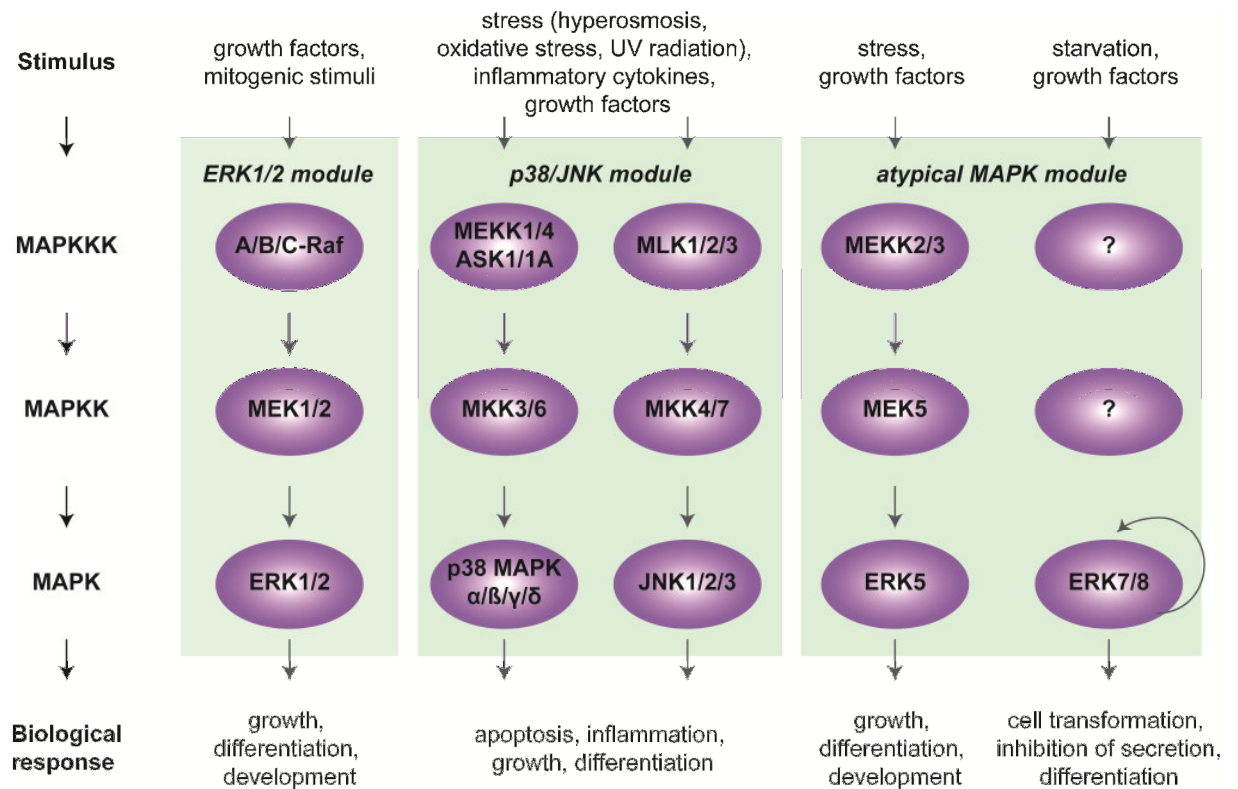 Stimulus
growth factors,
mitogenic stimuli
stress (hyperosmosis,
oxidative stress, UV radiation),
inflammatory cytokines,
growth factors
stress,
growth factors
starvation,
growth factors
ERK1/2 module
p38/JNK module
atypical MAPK module
MAPKKK
A/B/C-Raf
MEKK1/4
ASK1/1A
MLK1/2/3
MEKK2/3
?
MAPKK
MEK1/2
MKK3/6
MKK4/7
MEK5
?
MAPK
ERK1/2
p38 MAPK
α/ß/γ/δ
JNK1/2/3
ERK5
ERK7/8
Biological
response
growth,
differentiation,
development
apoptosis, inflammation,
growth, differentiation
growth,
differentiation,
development
cell transformation,
inhibition of secretion,
differentiation